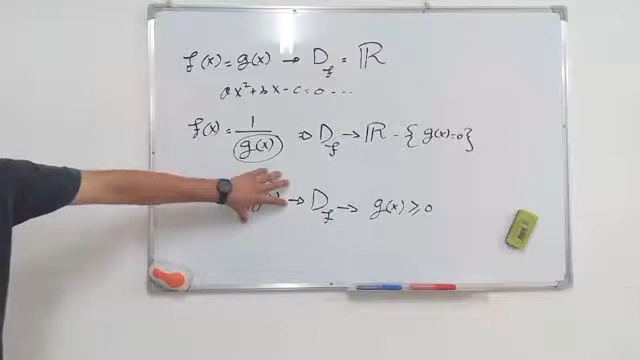 f(x) = g(x) → D_f = ℝ
ax²+bx-c=0 ...
f(x) = 1/g(x) ⇒ D_f → ℝ - {g(x)=0}
→ D_f → g(x) ⩾ 0